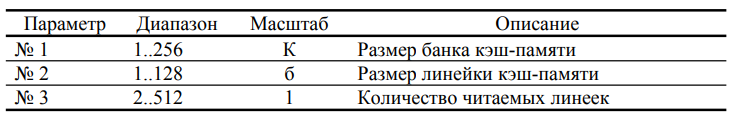 Параметр Диапазон Масштаб Описание
№ 1 1..256 К Размер банка кэш-памяти
№ 2 1..128 б Размер линейки кэш-памяти
№ 3 2..512 1 Количество читаемых линеек